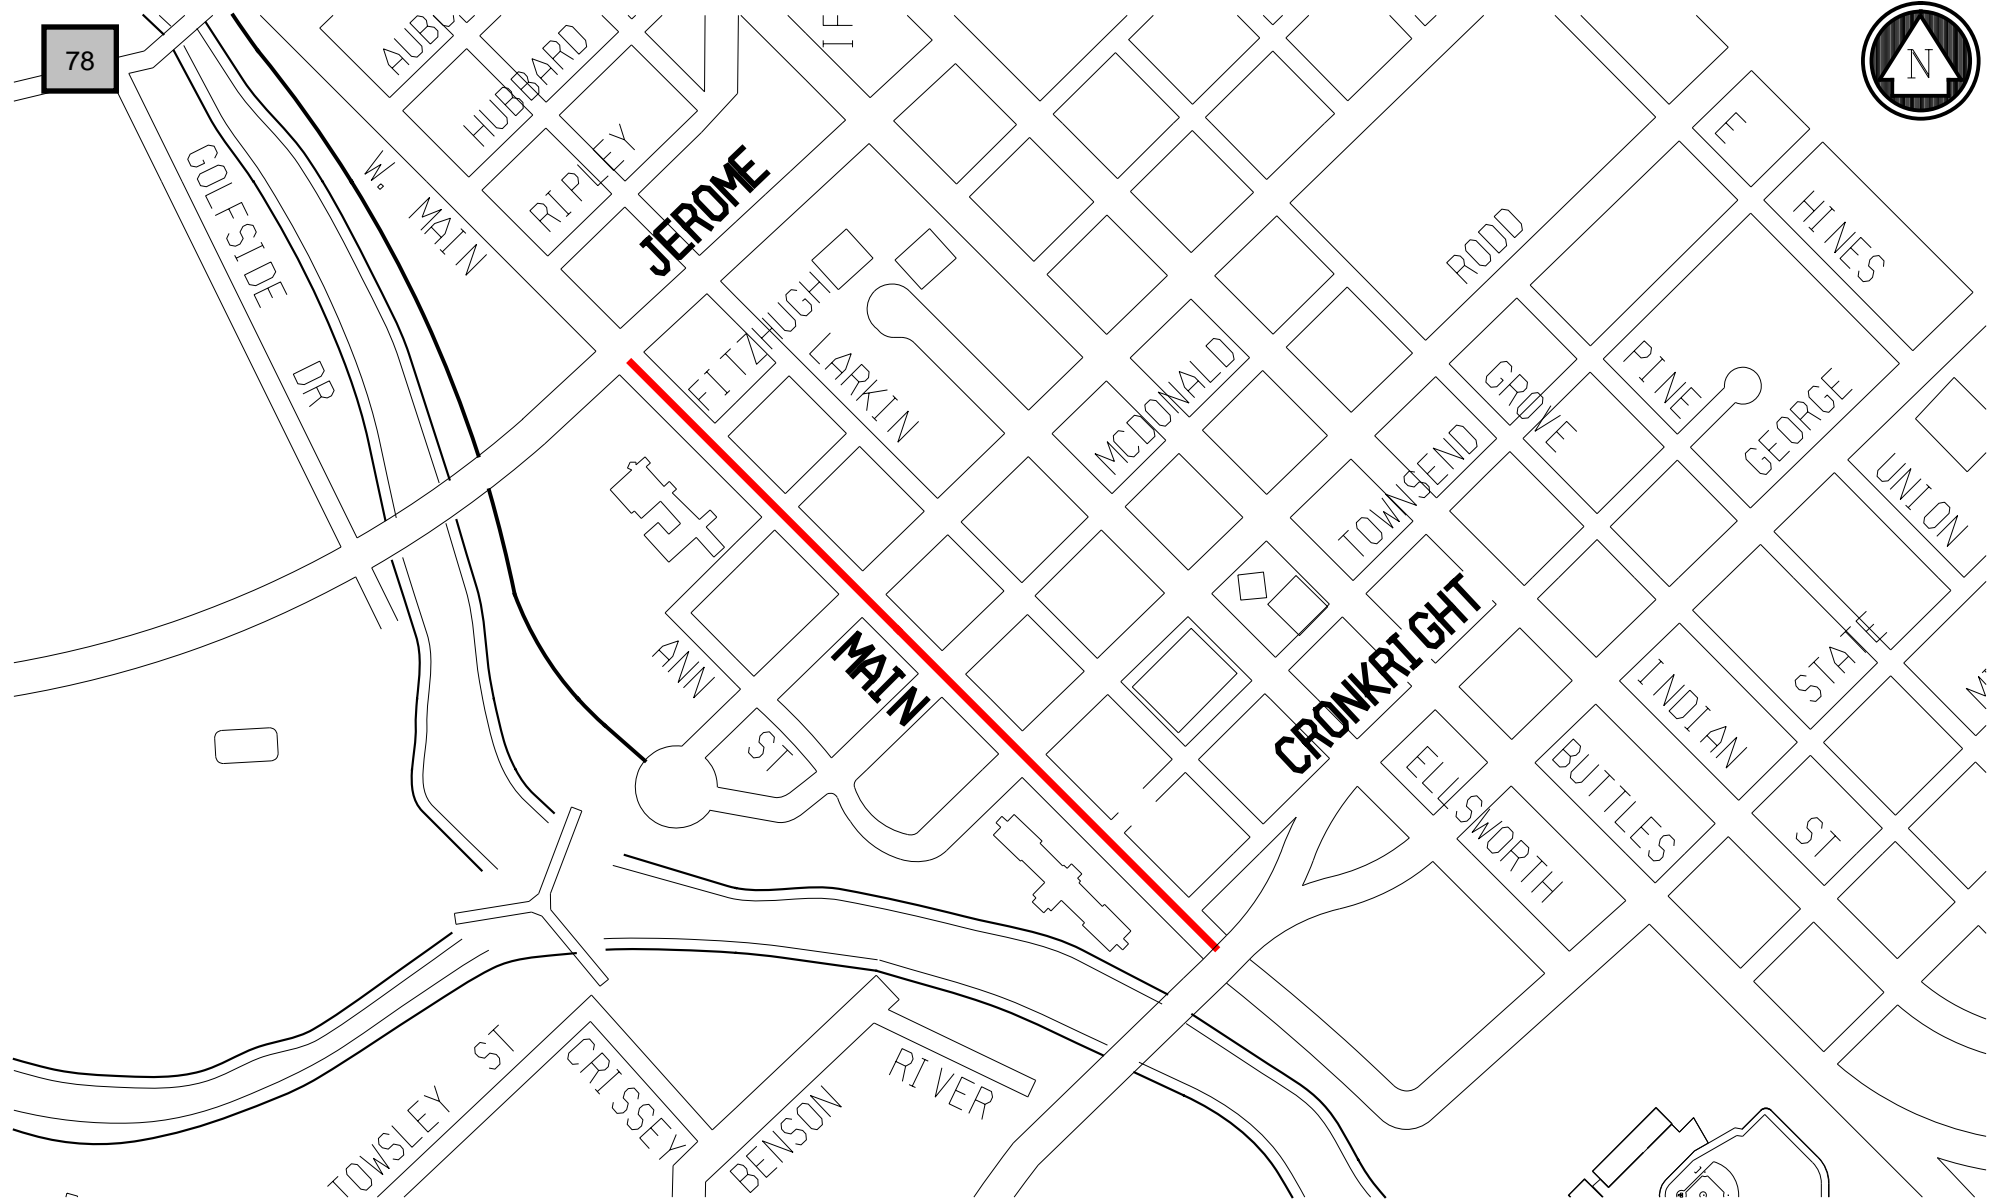 78
N
AUBU
HUBBARD
RIPLEY
JEROME
W. MAIN
GOLFSIDE DR
FITZHUGH
LARKIN
MCDONALD
RODD
E HINES
GROVE
PINE
GEORGE
TOWNSEND
UNION
CRONKRIGHT
MAIN
ANN ST
STATE
INDIAN ST
ELLSWORTH
BUTTLES
TOWSLEY ST
CRISSEY
BENSON
RIVER